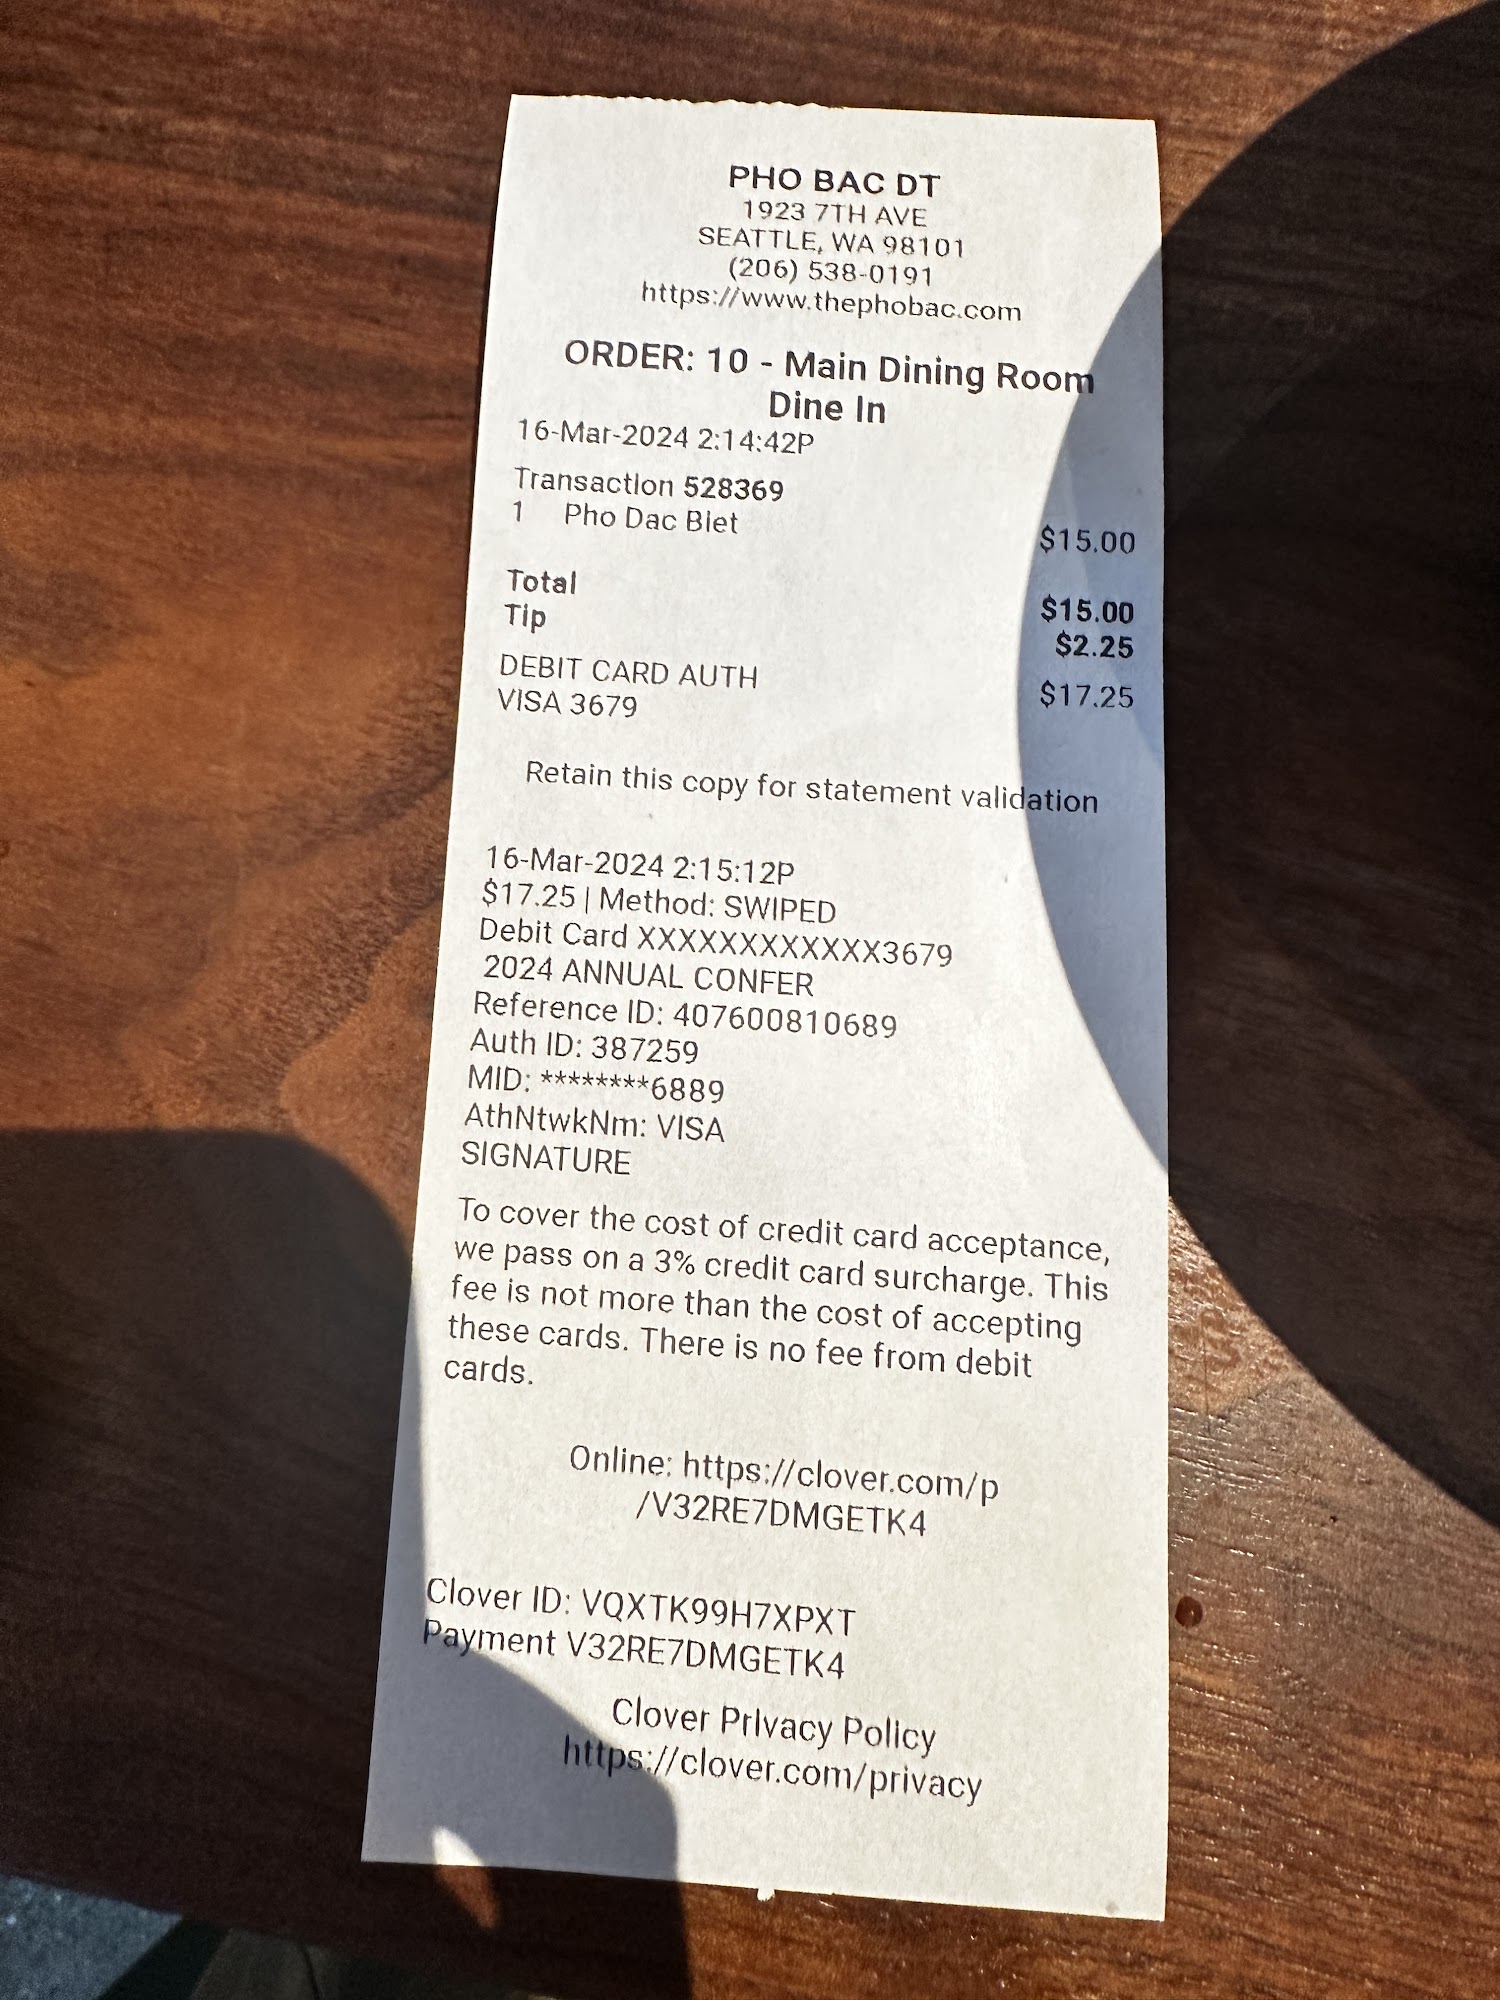 PHO BAC DT
1923 7TH AVE
SEATTLE, WA 98101
(206) 538-0191
https://www.thephobac.com
ORDER: 10 - Main Dining Room
Dine In
16-Mar-2024 2:14:42P
Transaction 528369
1 Pho Dac Biet $15.00
Total $15.00
Tip $2.25
DEBIT CARD AUTH $17.25
VISA 3679
Retain this copy for statement validation
16-Mar-2024 2:15:12P
$17.25 | Method: SWIPED
Debit Card XXXXXXXXXXXX3679
2024 ANNUAL CONFER
Reference ID: 407600810689
Auth ID: 387259
MID: ********6889
AthNtwkNm: VISA
SIGNATURE
To cover the cost of credit card acceptance,
we pass on a 3% credit card surcharge. This
fee is not more than the cost of accepting
these cards. There is no fee from debit
cards.
Online: https://clover.com/p
/V32RE7DMGETK4
Clover ID: VQXTK99H7XPXT
Payment V32RE7DMGETK4
Clover Privacy Policy
https://clover.com/privacy